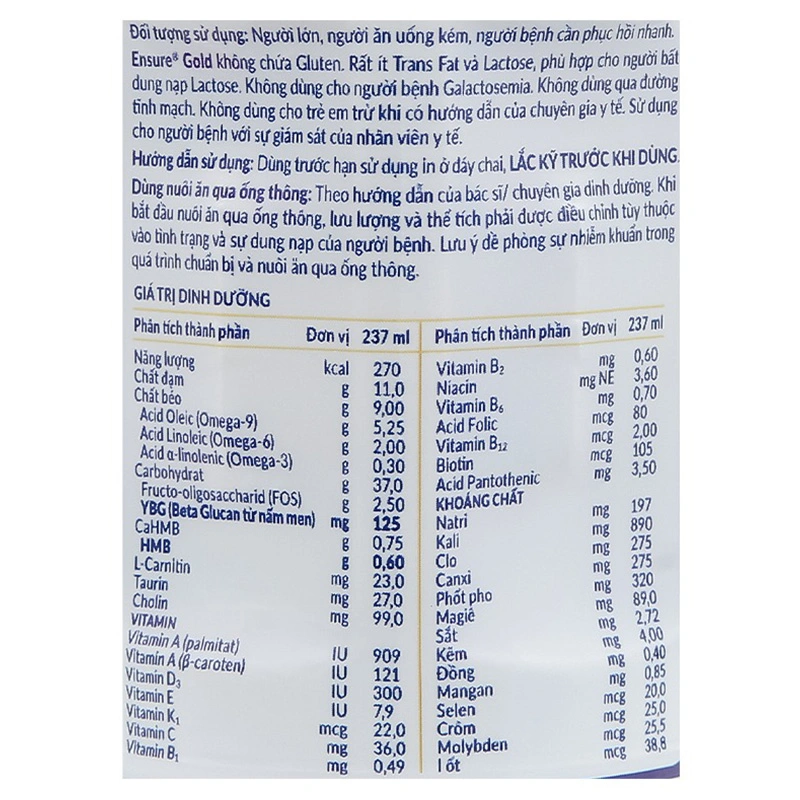 Đối tượng sử dụng: Người lớn, người ăn uống kém, người bệnh cần phục hồi nhanh.
Ensure® Gold không chứa Gluten. Rất ít Trans Fat và Lactose, phù hợp cho người bất
dung nạp Lactose. Không dùng cho người bệnh Galactosemia. Không dùng qua đường
tĩnh mạch. Không dùng cho trẻ em trừ khi có hướng dẫn của chuyên gia y tế. Sử dụng
cho người bệnh với sự giám sát của nhân viên y tế.
Hướng dẫn sử dụng: Dùng trước hạn sử dụng in ở đáy chai, LẮC KỸ TRƯỚC KHI DÙNG.
Dùng nuôi ăn qua ống thông: Theo hướng dẫn của bác sĩ/ chuyên gia dinh dưỡng. Khi
bắt đầu nuôi ăn qua ống thông, lưu lượng và thể tích phải được điều chỉnh tùy thuộc
vào tình trạng và sự dung nạp của người bệnh. Lưu ý đề phòng sự nhiễm khuẩn trong
quá trình chuẩn bị và nuôi ăn qua ống thông.
GIÁ TRỊ DINH DƯỠNG
Phân tích thành phần Đơn vị 237 ml
Năng lượng kcal 270
Chất đạm g 11,0
Chất béo g 9,00
Acid Oleic (Omega-9) g 5,25
Acid Linoleic (Omega-6) g 2,00
Acid α-linolenic (Omega-3) g 0,30
Carbohydrat g 37,0
Fructo-oligosaccharid (FOS) g 2,50
YBG (Beta Glucan từ nấm men) mg 125
CaHMB g 0,75
HMB g 0,60
L-Carnitin mg 23,0
Taurin mg 27,0
Cholin mg 99,0
VITAMIN
Vitamin A (palmitat) IU 909
Vitamin A (β-caroten) IU 121
Vitamin D₃ IU 300
Vitamin E IU 7,9
Vitamin K₁ mcg 22,0
Vitamin C mg 36,0
Vitamin B₁ mg 0,49
Phân tích thành phần Đơn vị 237 ml
Vitamin B₂ mg 0,60
Niacin mg NE 3,60
Vitamin B₆ mg 0,70
Acid Folic mcg 80
Vitamin B₁₂ mcg 2,00
Biotin mcg 105
Acid Pantothenic mg 3,50
KHOÁNG CHẤT
Natri mg 197
Kali mg 890
Clo mg 275
Canxi mg 275
Phốt pho mg 320
Magiê mg 89,0
Sắt mg 2,72
Kẽm mg 4,00
Đồng mg 0,40
Mangan mg 0,85
Selen mcg 20,0
Crôm mcg 25,0
Molybden mcg 25,5
I ốt mcg 38,8